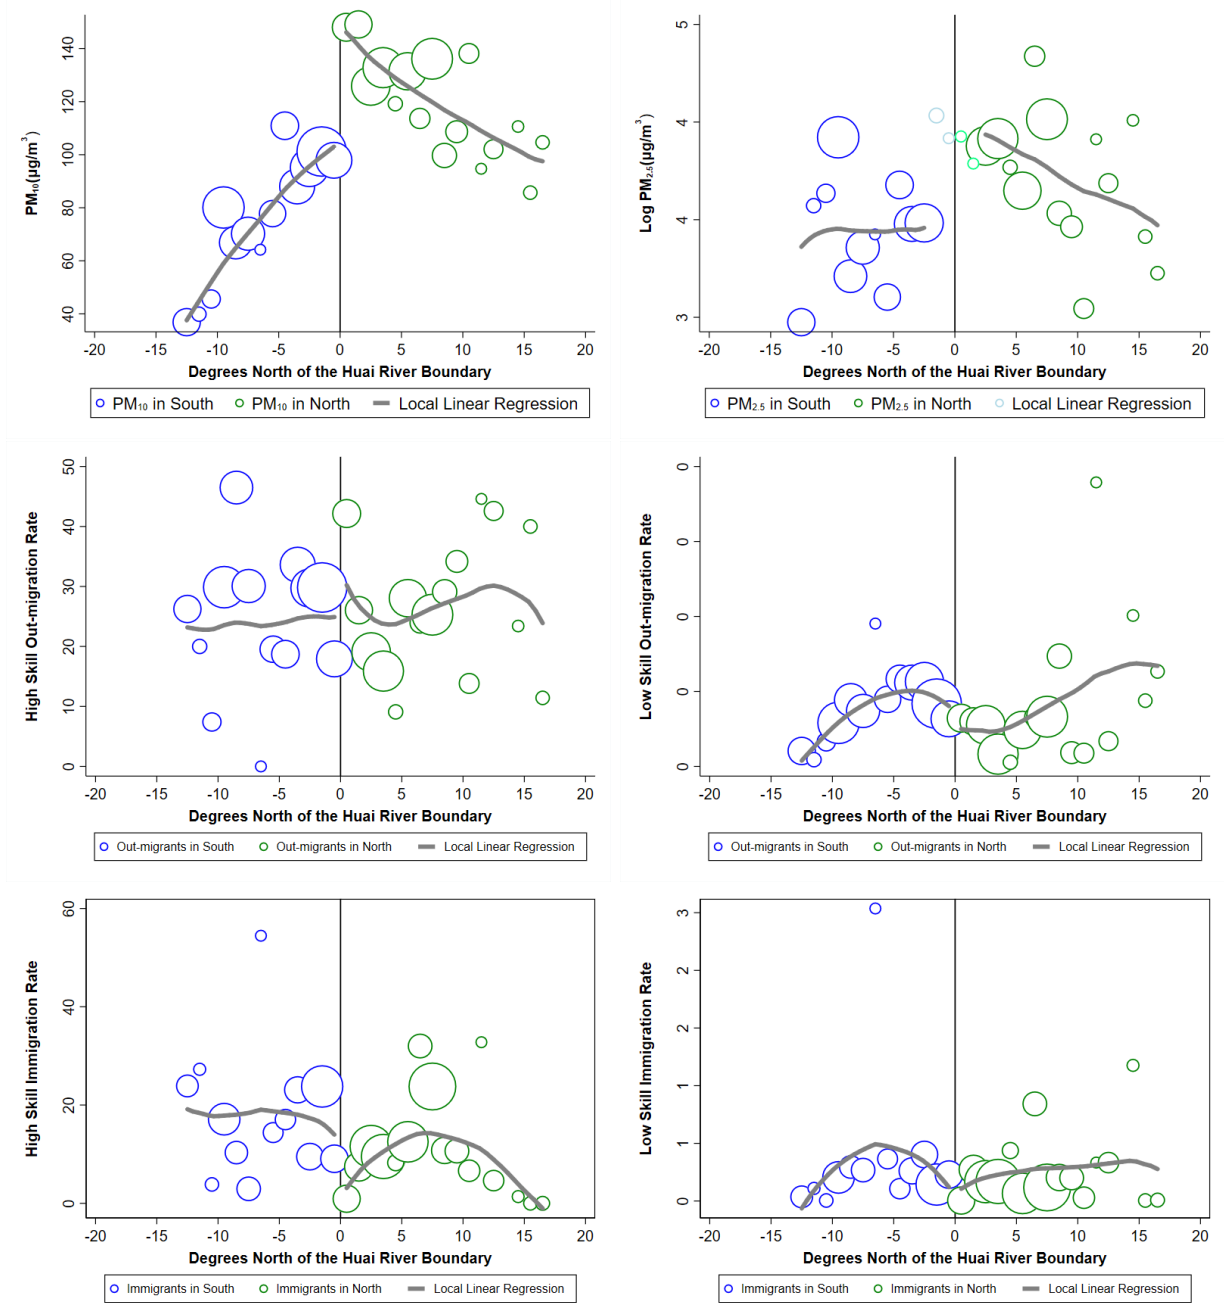 PM₁₀(µg/m³)
140
120
100
80
60
40
-20 -15 -10 -5 0 5 10 15 20
Degrees North of the Huai River Boundary
PM₁₀ in South PM₁₀ in North Local Linear Regression
Log PM₂.₅(µg/m³)
5
4
4
3
-20 -15 -10 -5 0 5 10 15 20
Degrees North of the Huai River Boundary
PM₂.₅ in South PM₂.₅ in North Local Linear Regression
High Skill Out-migration Rate
50
40
30
20
10
0
-20 -15 -10 -5 0 5 10 15 20
Degrees North of the Huai River Boundary
Out-migrants in South Out-migrants in North Local Linear Regression
Low Skill Out-migration Rate
0
0
0
0
0
-20 -15 -10 -5 0 5 10 15 20
Degrees North of the Huai River Boundary
Out-migrants in South Out-migrants in North Local Linear Regression
High Skill Immigration Rate
60
40
20
0
-20 -15 -10 -5 0 5 10 15 20
Degrees North of the Huai River Boundary
Immigrants in South Immigrants in North Local Linear Regression
Low Skill Immigration Rate
3
2
2
1
1
0
-20 -15 -10 -5 0 5 10 15 20
Degrees North of the Huai River Boundary
Immigrants in South Immigrants in North Local Linear Regression